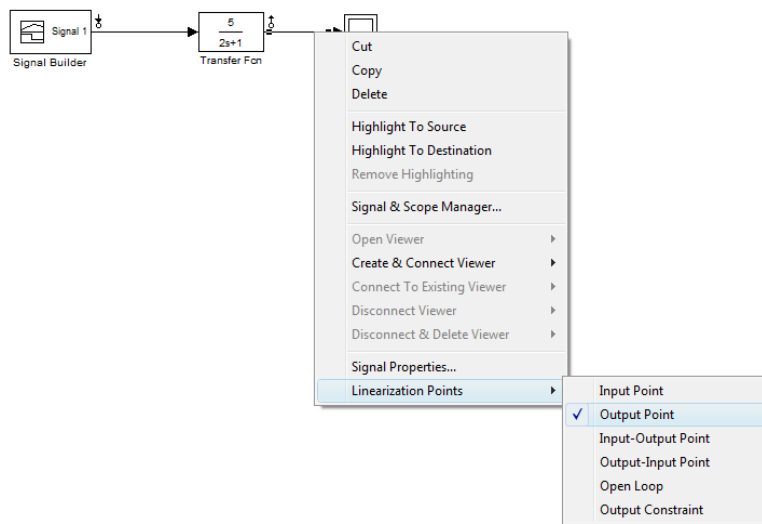 Signal 1
5
2s+1
Signal Builder
Transfer Fcn
Cut
Copy
Delete
Highlight To Source
Highlight To Destination
Remove Highlighting
Signal & Scope Manager...
Open Viewer
Create & Connect Viewer
Connect To Existing Viewer
Disconnect Viewer
Disconnect & Delete Viewer
Signal Properties...
Linearization Points
Input Point
Output Point
Input-Output Point
Output-Input Point
Open Loop
Output Constraint